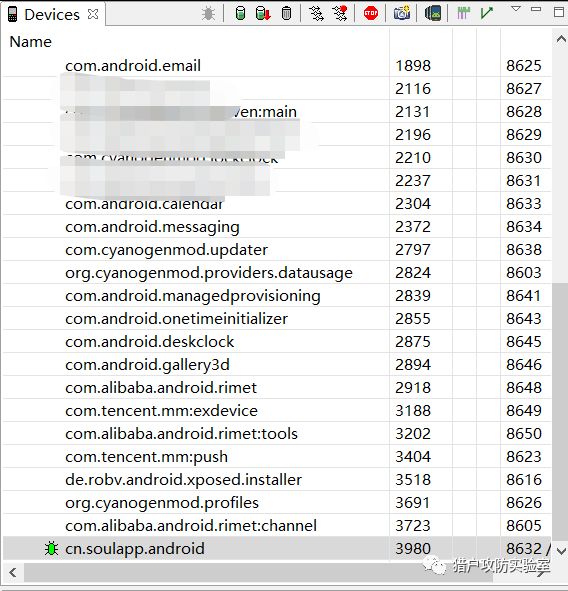 Devices
Name
com.android.email 1898 8625
2116 8627
ven:main 2131 8628
2196 8629
2210 8630
2237 8631
com.android.calendar 2304 8633
com.android.messaging 2372 8634
com.cyanogenmod.updater 2797 8638
org.cyanogenmod.providers.datausage 2824 8603
com.android.managedprovisioning 2839 8641
com.android.onetimeinitializer 2855 8643
com.android.deskclock 2875 8645
com.android.gallery3d 2894 8646
com.alibaba.android.rimet 2918 8648
com.tencent.mm:exdevice 3188 8649
com.alibaba.android.rimet:tools 3202 8650
com.tencent.mm:push 3404 8623
de.robv.android.xposed.installer 3518 8616
org.cyanogenmod.profiles 3691 8626
com.alibaba.android.rimet:channel 3723 8605
cn.soulapp.android 3980 8632 /
猎户攻防实验室